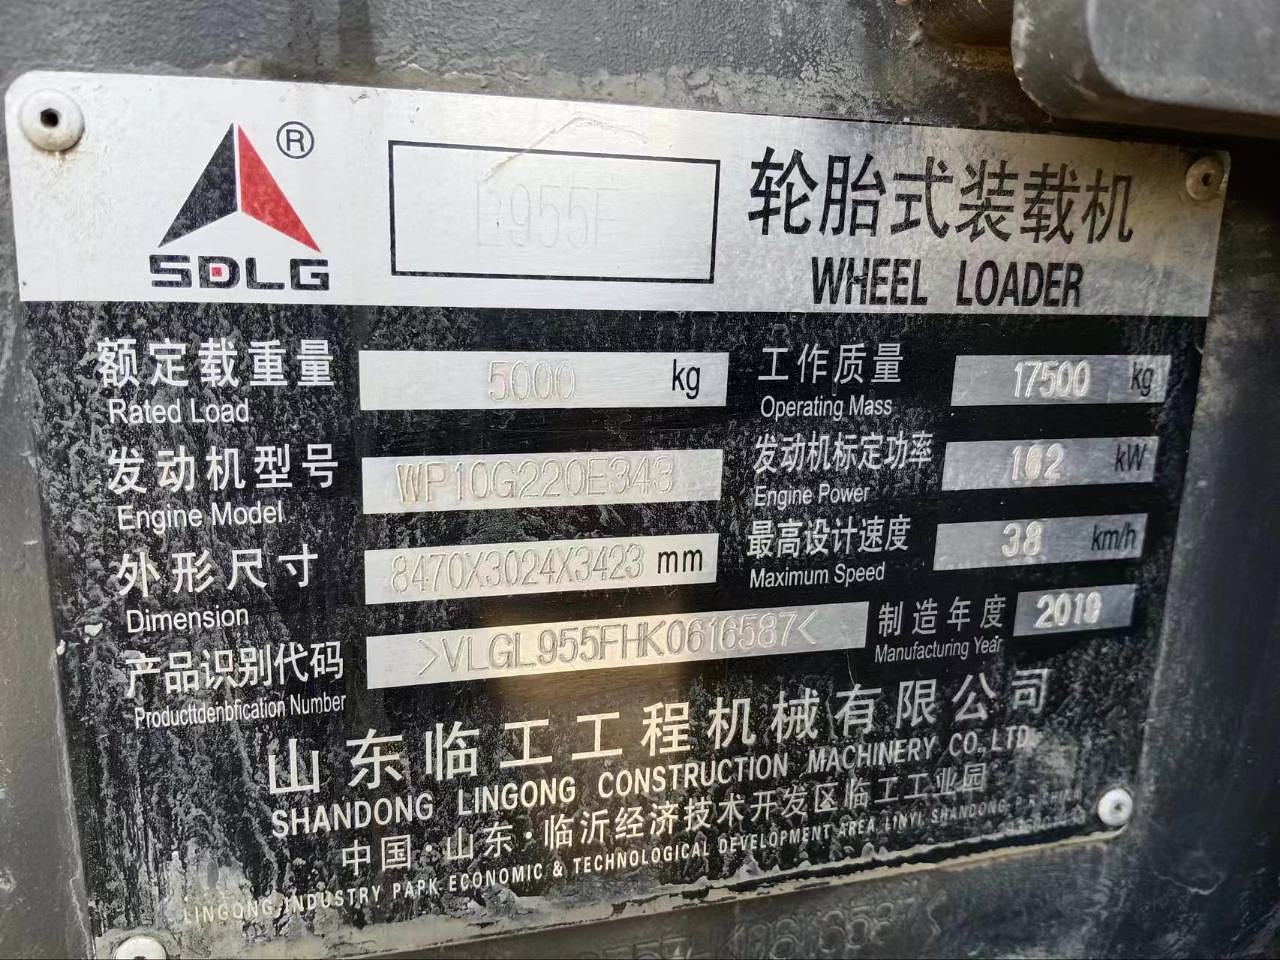 ®
SDLG
L955F
轮胎式装载机
WHEEL LOADER
额定载重量 5000 kg
Rated Load
工作质量 17500 kg
Operating Mass
发动机型号 WP10G220E343
Engine Model
发动机标定功率 162 kW
Engine Power
外形尺寸 8470X3024X3423 mm
Dimension
最高设计速度 38 km/h
Maximum Speed
产品识别代码 >VLGL955FHK0616587<
Producttdenbfication Number
制造年度 2019
Manufacturing Year
山东临工工程机械有限公司
SHANDONG LINGONG CONSTRUCTION MACHINERY CO.,LTD.
中国·山东·临沂经济技术开发区临工工业园
LINGONG INDUSTRY PARK ECONOMIC & TECHNOLOGICAL DEVELOPMENT AREA LINYI SHANDONG P.R.CHINA